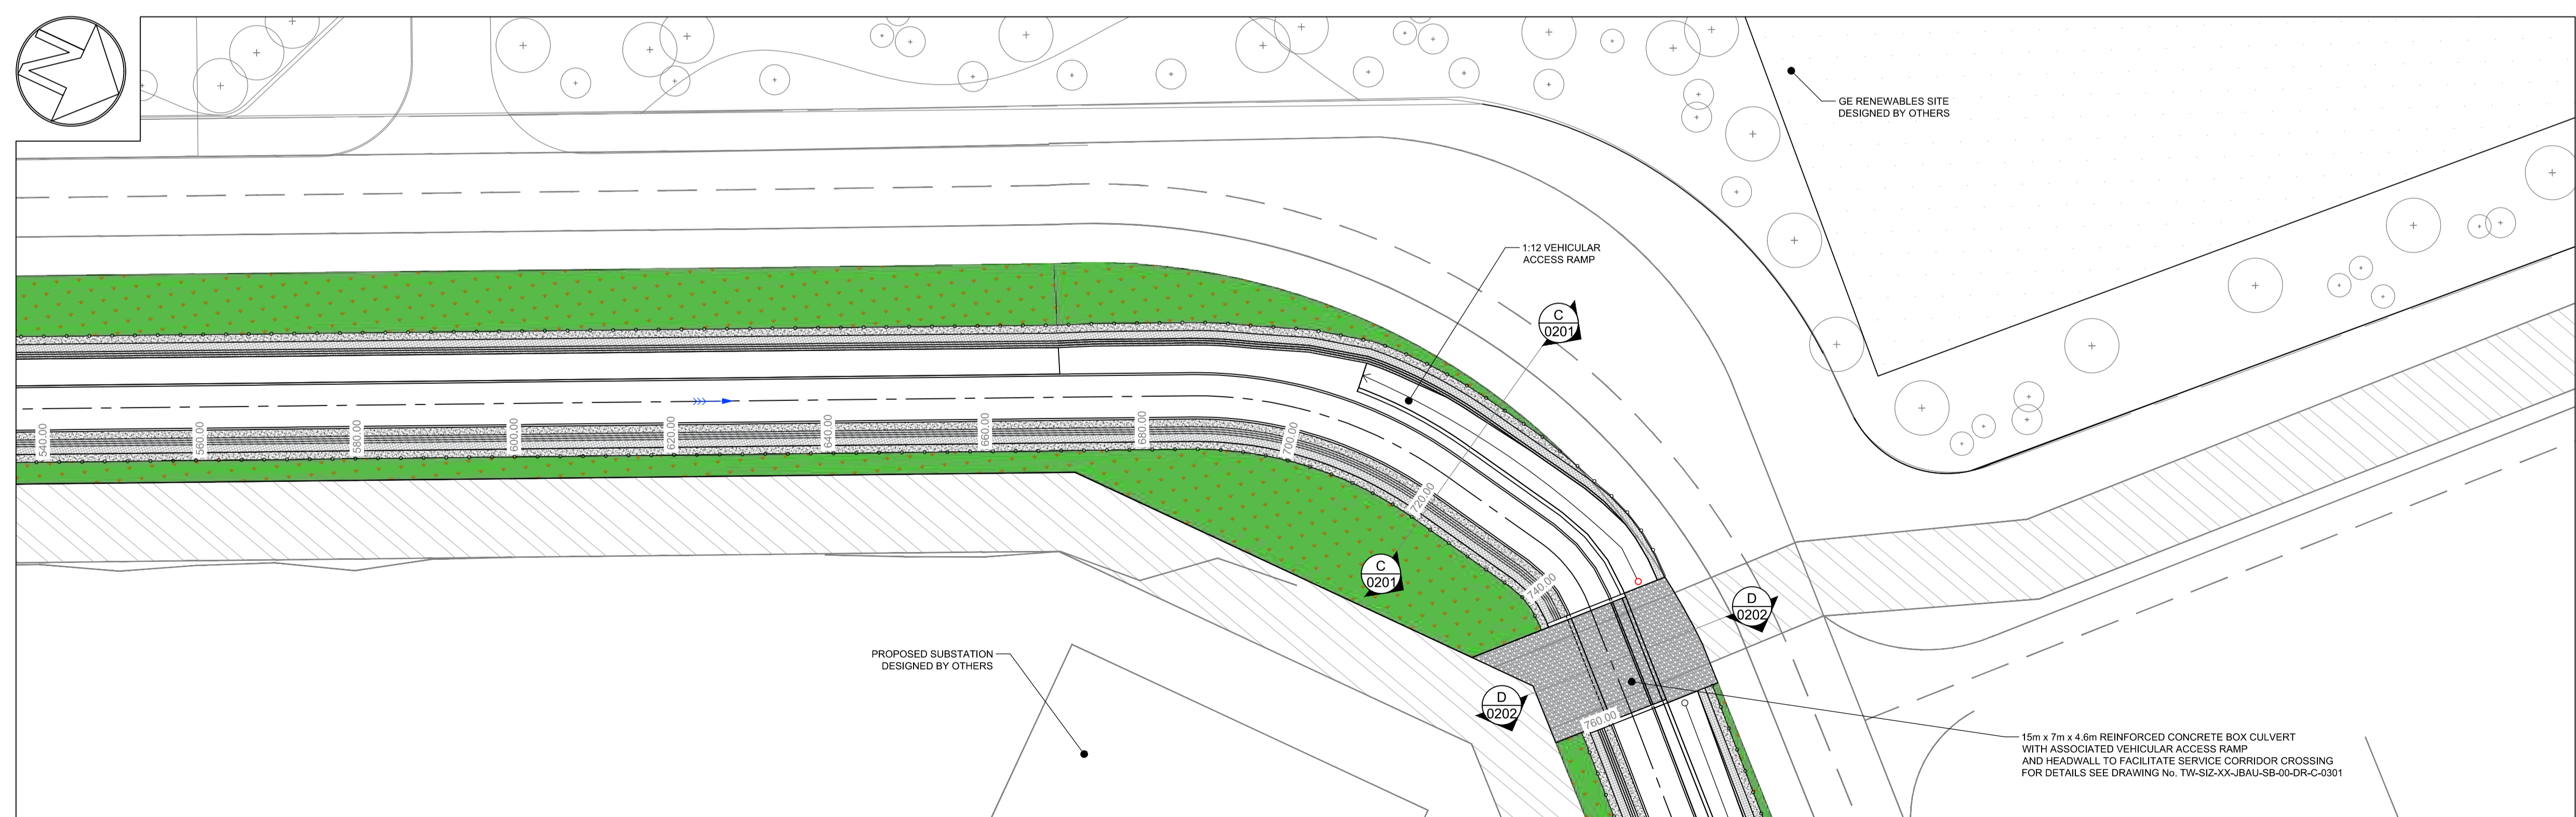 GE RENEWABLES SITE
DESIGNED BY OTHERS
1:12 VEHICULAR
ACCESS RAMP
C
0201
540.00
560.00
580.00
600.00
620.00
640.00
660.00
680.00
700.00
720.00
C
0201
740.00
D
0202
PROPOSED SUBSTATION
DESIGNED BY OTHERS
D
0202
760.00
15m x 7m x 4.6m REINFORCED CONCRETE BOX CULVERT
WITH ASSOCIATED VEHICULAR ACCESS RAMP
AND HEADWALL TO FACILITATE SERVICE CORRIDOR CROSSING
FOR DETAILS SEE DRAWING No. TW-SIZ-XX-JBAU-SB-00-DR-C-0301